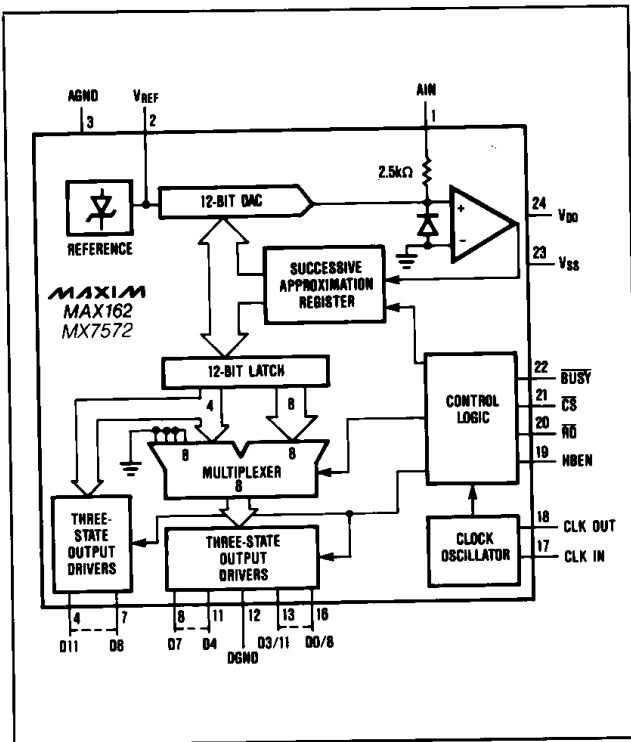 AGND
VREF
AIN
3
2
1
2.5kΩ
12-BIT DAC
+
−
REFERENCE
24
VDD
23
VSS
SUCCESSIVE
APPROXIMATION
REGISTER
MAXIM
MAX162
MX7572
12-BIT LATCH
4
8
8
8
MULTIPLEXER
8
CONTROL
LOGIC
22
BUSY
21
CS
20
RD
19
HBEN
THREE-
STATE
OUTPUT
DRIVERS
THREE-STATE
OUTPUT
DRIVERS
CLOCK
OSCILLATOR
18
CLK OUT
17
CLK IN
4
7
8
11
12
13
16
D11
D8
D7
D4
DGND
D3/11
D0/8